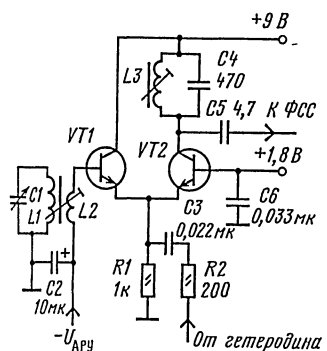 +9 В
L3
C4
470
C5 4,7
К ФСС
VT1
VT2
+1,8 В
C1
L1
L2
C3
0,022мк
C6
0,033мк
C2
10мк
+
R1
1к
R2
200
-UАРУ
От гетеродина